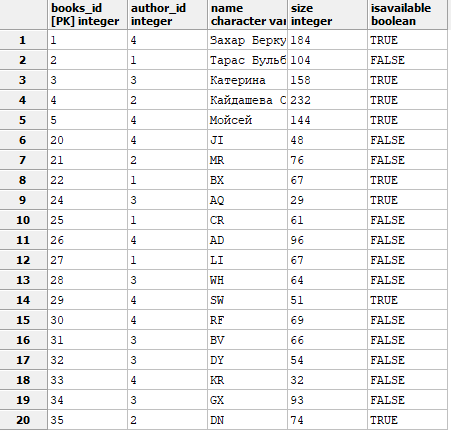 books_id author_id name size isavailable
[PK] integer integer character var integer boolean
1 1 4 Захар Берку 184 TRUE
2 2 1 Тарас Бульб 104 FALSE
3 3 3 Катерина 158 TRUE
4 4 2 Кайдашева С 232 TRUE
5 5 4 Мойсей 144 TRUE
6 20 4 JI 48 FALSE
7 21 2 MR 76 FALSE
8 22 1 BX 67 TRUE
9 24 3 AQ 29 TRUE
10 25 1 CR 61 FALSE
11 26 4 AD 96 FALSE
12 27 1 LI 67 FALSE
13 28 3 WH 64 FALSE
14 29 4 SW 51 TRUE
15 30 4 RF 69 FALSE
16 31 3 BV 66 FALSE
17 32 3 DY 54 FALSE
18 33 4 KR 32 FALSE
19 34 3 GX 93 FALSE
20 35 2 DN 74 TRUE